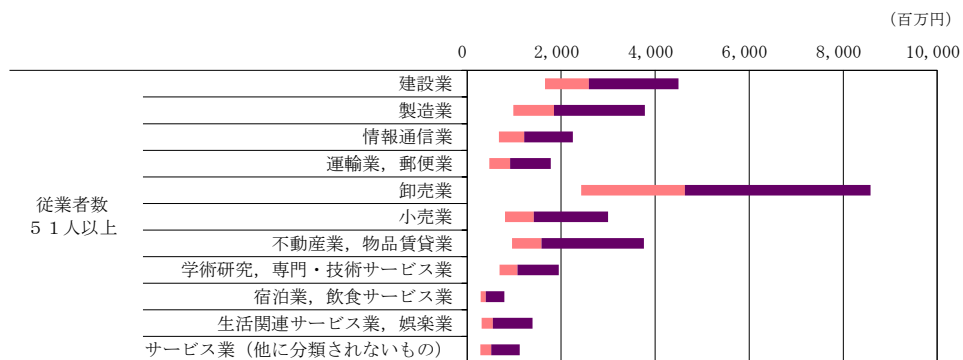 （百万円）
0 2,000 4,000 6,000 8,000 10,000
建設業
製造業
情報通信業
運輸業，郵便業
卸売業
従業者数
５１人以上
小売業
不動産業，物品賃貸業
学術研究，専門・技術サービス業
宿泊業，飲食サービス業
生活関連サービス業，娯楽業
サービス業（他に分類されないもの）